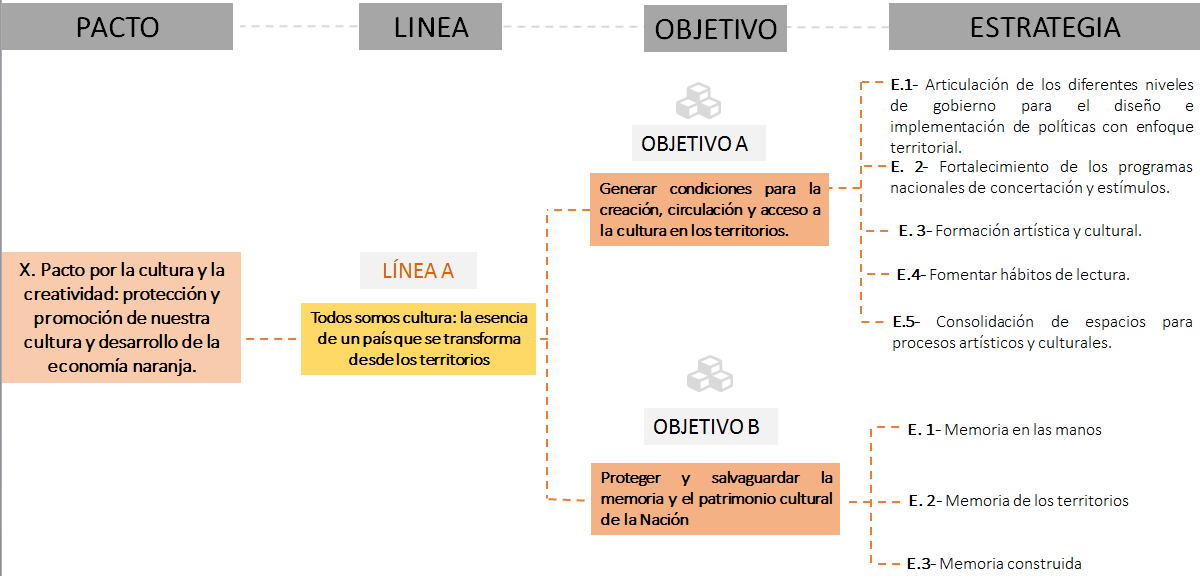 PACTO
LINEA
OBJETIVO
ESTRATEGIA
X. Pacto por la cultura y la
creatividad: protección y
promoción de nuestra
cultura y desarrollo de la
economía naranja.
LÍNEA A
Todos somos cultura: la esencia
de un país que se transforma
desde los territorios
OBJETIVO A
Generar condiciones para la
creación, circulación y acceso a
la cultura en los territorios.
E.1- Articulación de los diferentes niveles
de gobierno para el diseño e
implementación de políticas con enfoque
territorial.
E. 2- Fortalecimiento de los programas
nacionales de concertación y estímulos.
E. 3- Formación artística y cultural.
E.4- Fomentar hábitos de lectura.
E.5- Consolidación de espacios para
procesos artísticos y culturales.
OBJETIVO B
Proteger y salvaguardar la
memoria y el patrimonio cultural
de la Nación
E. 1- Memoria en las manos
E. 2- Memoria de los territorios
E.3- Memoria construida